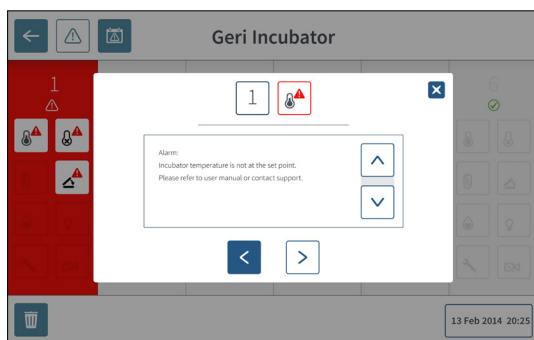 Geri Incubator
1
6
1
Alarm:
Incubator temperature is not at the set point.
Please refer to user manual or contact support.
13 Feb 2014 20:25